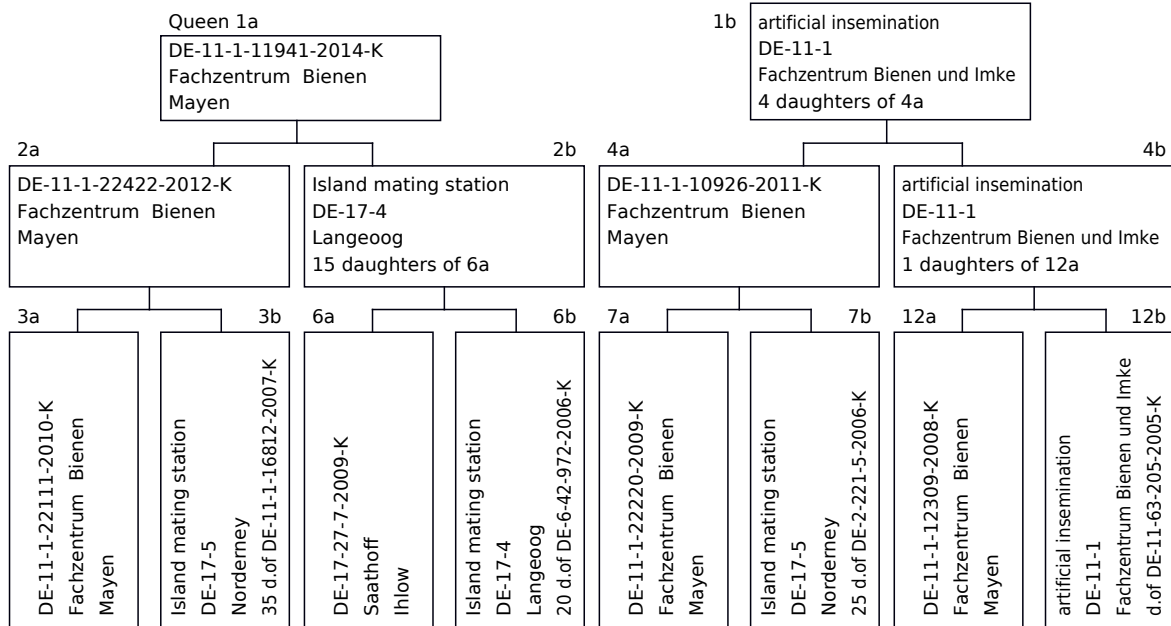 Queen 1a
DE-11-1-11941-2014-K
Fachzentrum Bienen
Mayen
1b
artificial insemination
DE-11-1
Fachzentrum Bienen und Imke
4 daughters of 4a
2a
DE-11-1-22422-2012-K
Fachzentrum Bienen
Mayen
2b
Island mating station
DE-17-4
Langeoog
15 daughters of 6a
4a
DE-11-1-10926-2011-K
Fachzentrum Bienen
Mayen
4b
artificial insemination
DE-11-1
Fachzentrum Bienen und Imke
1 daughters of 12a
3a
DE-11-1-22111-2010-K
Fachzentrum Bienen
Mayen
3b
Island mating station
DE-17-5
Norderney
35 d.of DE-11-1-16812-2007-K
6a
DE-17-27-7-2009-K
Saathoff
Ihlow
6b
Island mating station
DE-17-4
Langeoog
20 d.of DE-6-42-972-2006-K
7a
DE-11-1-22220-2009-K
Fachzentrum Bienen
Mayen
7b
Island mating station
DE-17-5
Norderney
25 d.of DE-2-221-5-2006-K
12a
DE-11-1-12309-2008-K
Fachzentrum Bienen
Mayen
12b
artificial insemination
DE-11-1
Fachzentrum Bienen und Imke
d.of DE-11-63-205-2005-K